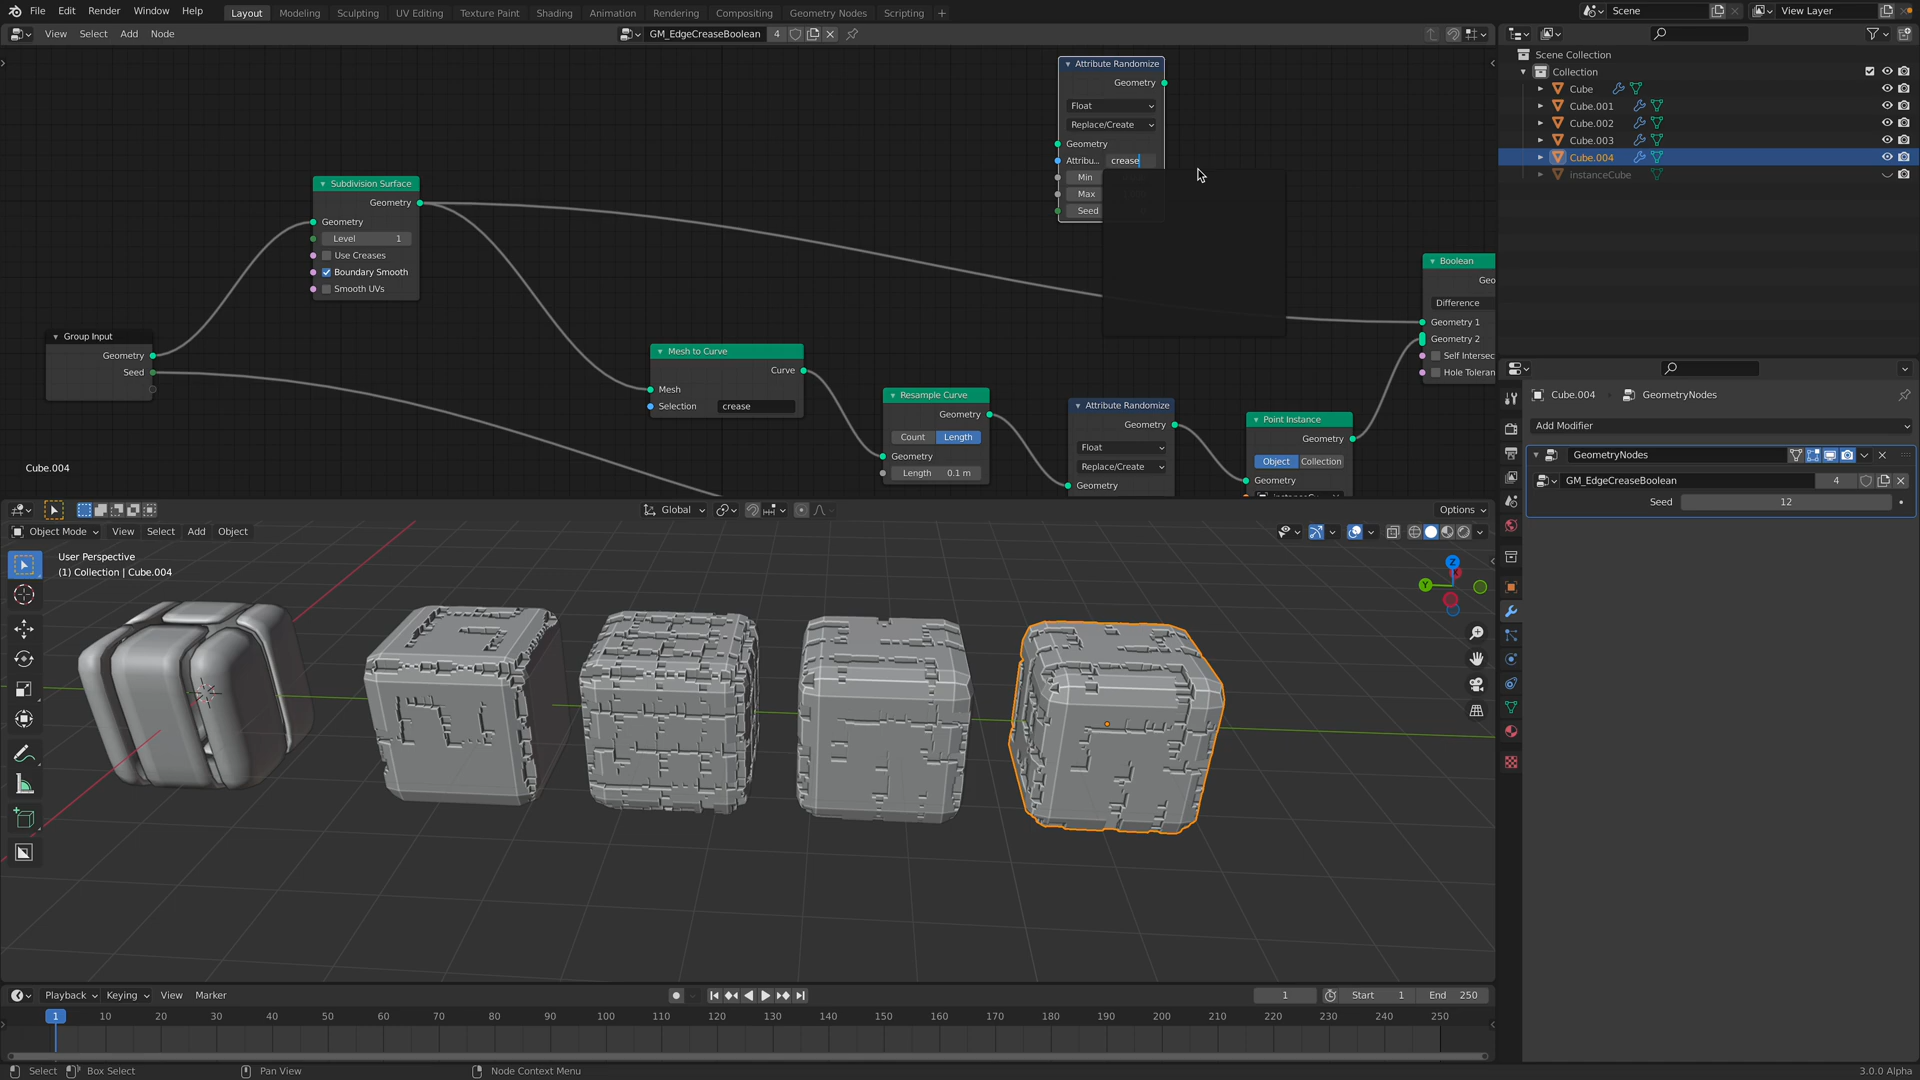 File Edit Render Window Help Layout Modeling Sculpting UV Editing Texture Paint Shading Animation Rendering Compositing Geometry Nodes Scripting + Scene View Layer
View Select Add Node GM_EdgeCreaseBoolean 4
Scene Collection
Collection
Cube
Cube.001
Cube.002
Cube.003
Cube.004
instanceCube
Attribute Randomize
Geometry
Float
Replace/Create
Geometry
Attribu... crease
Min
Max
Seed
Subdivision Surface
Geometry
Geometry
Level 1
Use Creases
Boundary Smooth
Smooth UVs
Group Input
Geometry
Seed
Mesh to Curve
Curve
Mesh
Selection crease
Resample Curve
Geometry
Count Length
Geometry
Length 0.1 m
Attribute Randomize
Geometry
Float
Replace/Create
Geometry
Point Instance
Geometry
Object Collection
Geometry
Boolean
Geo
Difference
Geometry 1
Geometry 2
Self Intersec
Hole Toleran
Cube.004
Cube.004 GeometryNodes
Add Modifier
GeometryNodes
GM_EdgeCreaseBoolean 4
Seed 12
Global Options
Object Mode View Select Add Object
User Perspective
(1) Collection | Cube.004
Z
Y
Playback Keying View Marker 1 Start 1 End 250
1 10 20 30 40 50 60 70 80 90 100 110 120 130 140 150 160 170 180 190 200 210 220 230 240 250
Select Box Select Pan View Node Context Menu 3.0.0 Alpha